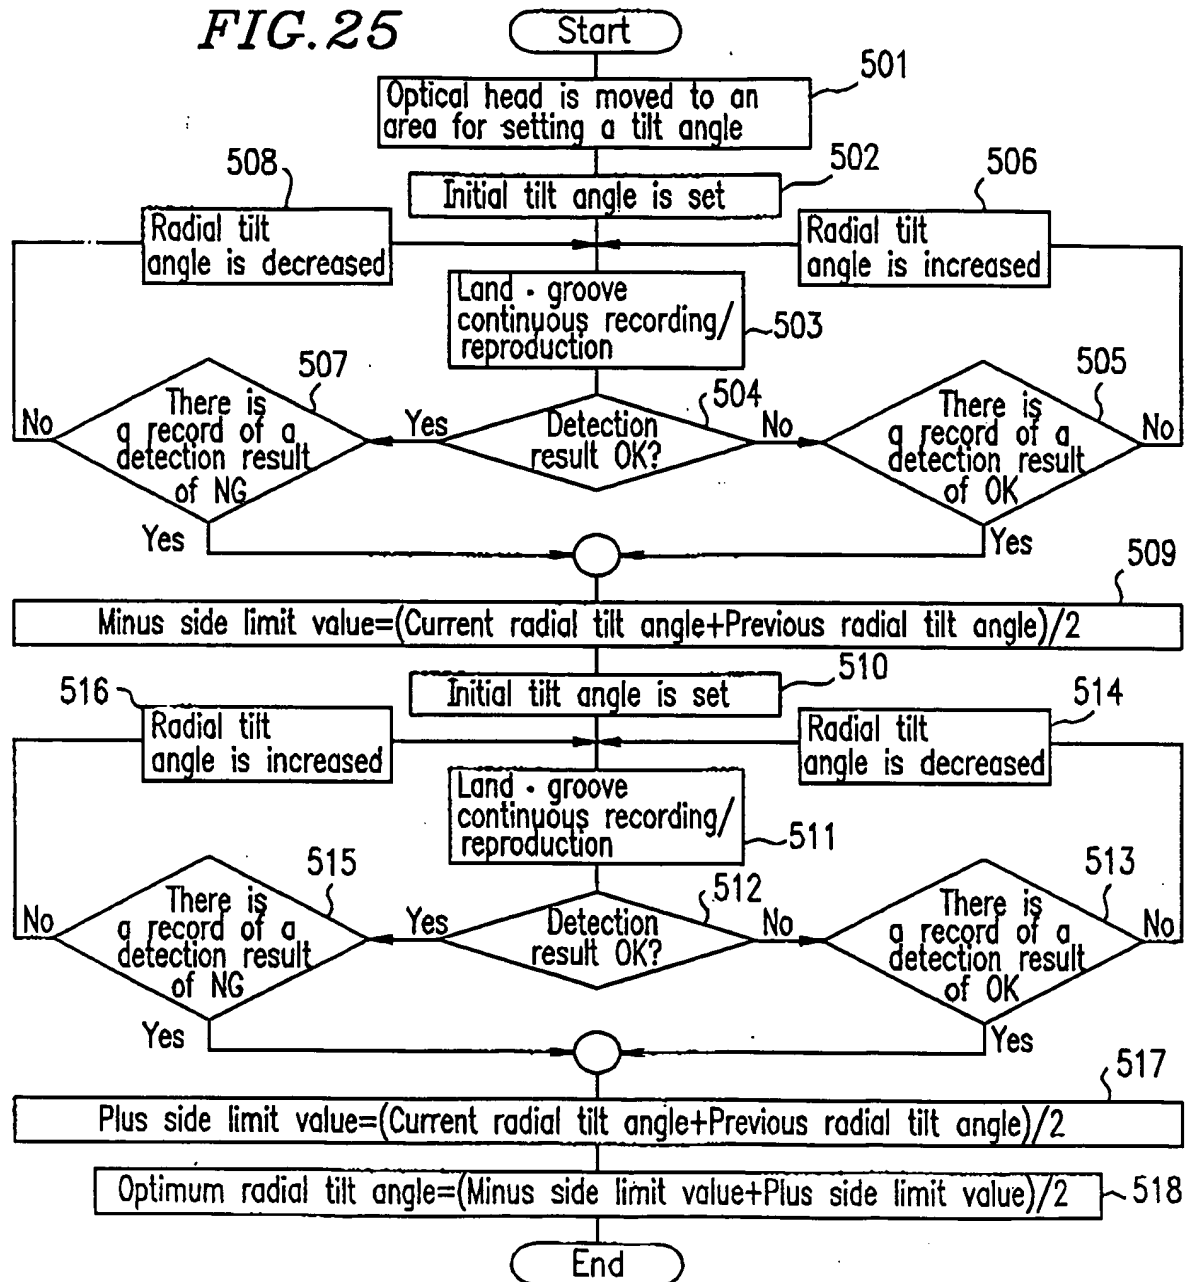 FIG.25
Start
501
Optical head is moved to an
area for setting a tilt angle
502
Initial tilt angle is set
508
Radial tilt
angle is decreased
506
Radial tilt
angle is increased
Land · groove
continuous recording/
reproduction
503
507
There is
a record of a
detection result
of NG
No
Yes
504
Detection
result OK?
Yes
No
505
There is
a record of a
detection result
of OK
No
Yes
509
Minus side limit value=(Current radial tilt angle+Previous radial tilt angle)/2
510
Initial tilt angle is set
516
Radial tilt
angle is increased
514
Radial tilt
angle is decreased
Land · groove
continuous recording/
reproduction
511
515
There is
a record of a
detection result
of NG
No
Yes
512
Detection
result OK?
Yes
No
513
There is
a record of a
detection result
of OK
No
Yes
517
Plus side limit value=(Current radial tilt angle+Previous radial tilt angle)/2
Optimum radial tilt angle=(Minus side limit value+Plus side limit value)/2
518
End